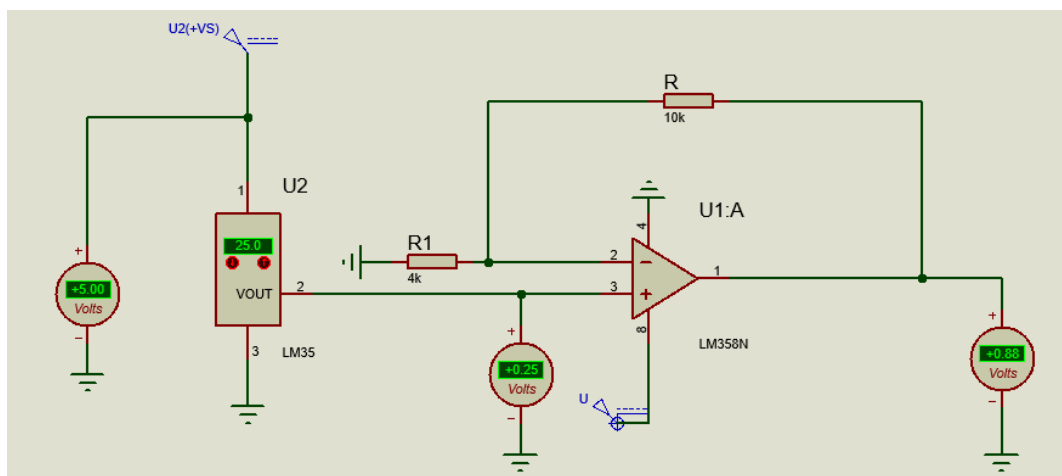 U2(+VS)
R
10k
1
U2
4
U1:A
25.0
R1
2
1
+
+5.00
Volts
VOUT
2
4k
3
+
3
LM35
8
LM358N
+
+0.25
Volts
+
+0.88
Volts
U